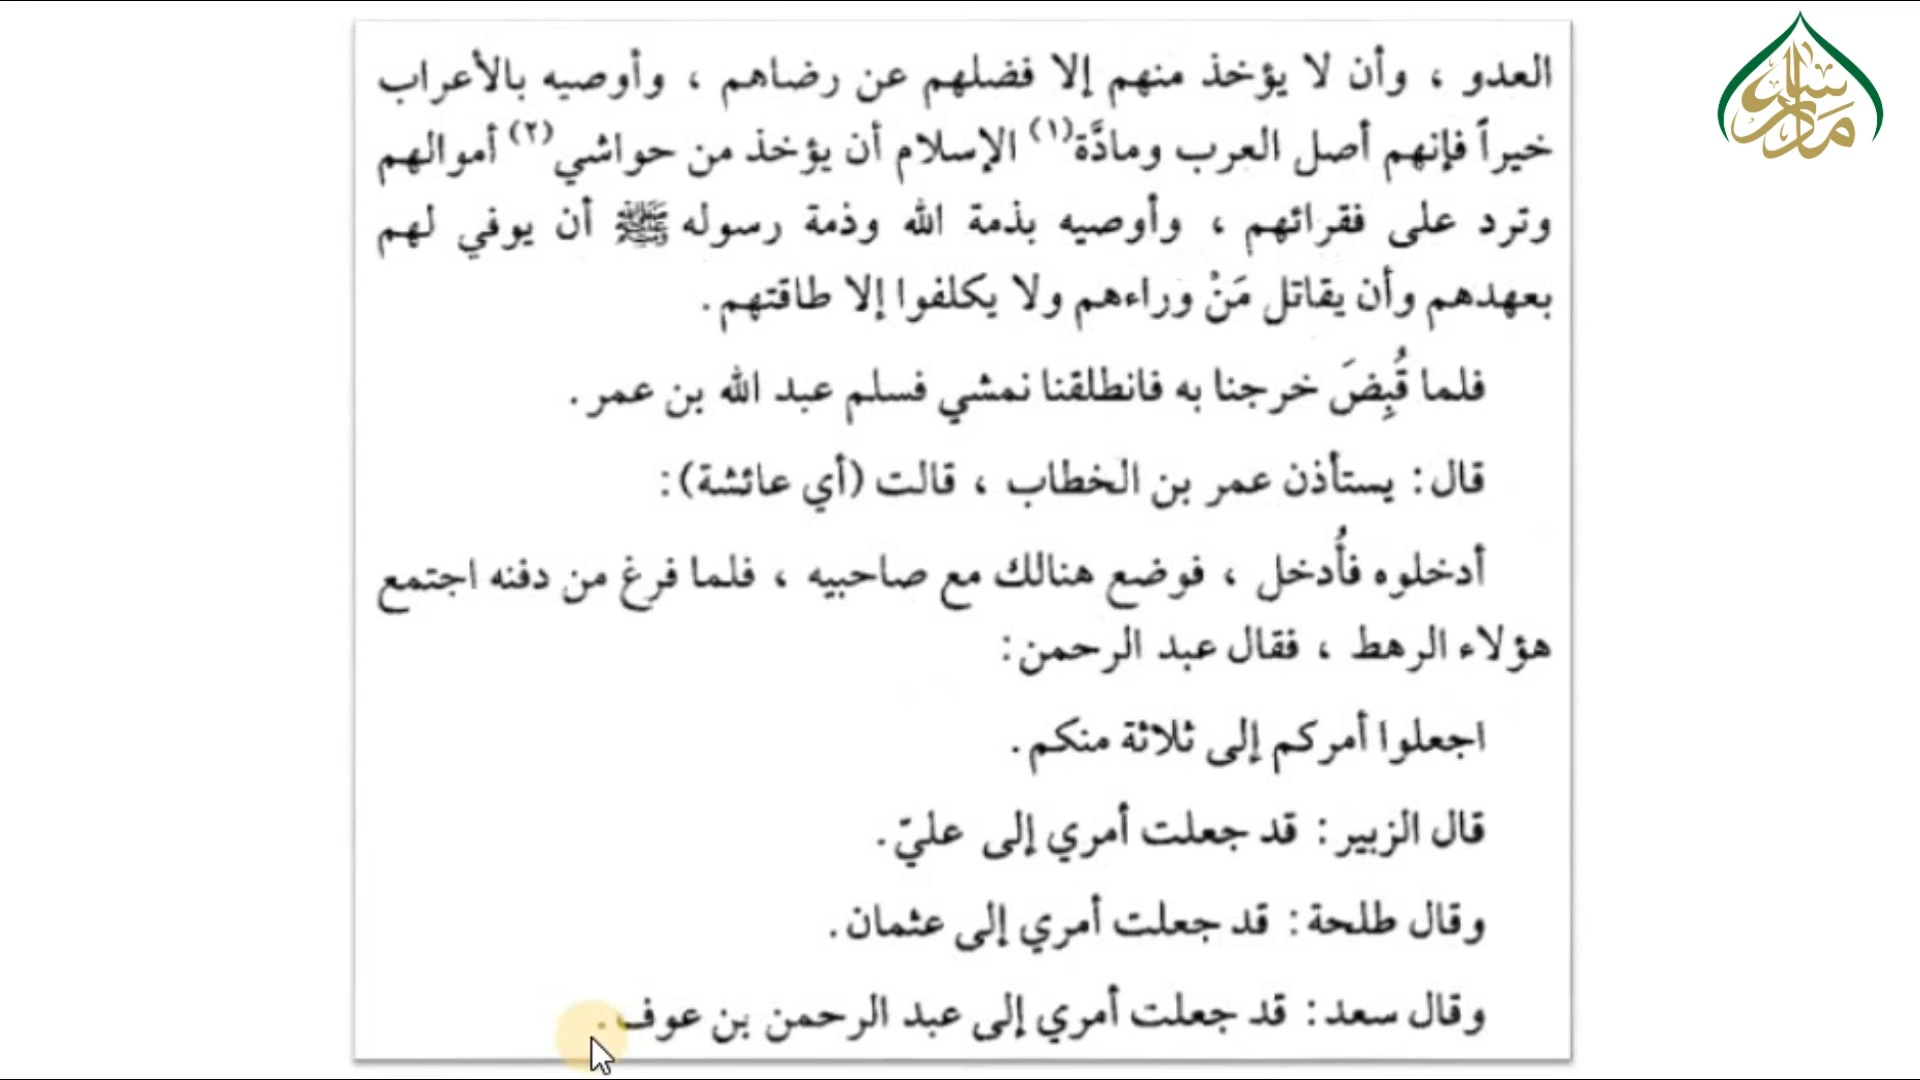 العدو ، وأن لا يؤخذ منهم إلا فضلهم عن رضاهم ، وأوصيه بالأعراب
خيراً فإنهم أصل العرب ومادَّة(١) الإسلام أن يؤخذ من حواشي(٢) أموالهم
وترد على فقرائهم ، وأوصيه بذمة الله وذمة رسوله ﷺ أن يوفي لهم
بعهدهم وأن يقاتل مَنْ وراءهم ولا يكلفوا إلا طاقتهم.
فلما قُبِضَ خرجنا به فانطلقنا نمشي فسلم عبد الله بن عمر.
قال: يستأذن عمر بن الخطاب ، قالت (أي عائشة):
أدخلوه فأُدخل ، فوضع هنالك مع صاحبيه ، فلما فرغ من دفنه اجتمع
هؤلاء الرهط ، فقال عبد الرحمن:
اجعلوا أمركم إلى ثلاثة منكم.
قال الزبير: قد جعلت أمري إلى عليّ.
وقال طلحة: قد جعلت أمري إلى عثمان.
وقال سعد: قد جعلت أمري إلى عبد الرحمن بن عوف.